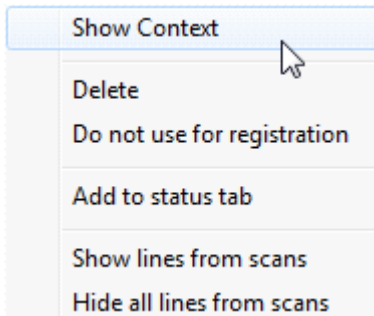 Show Context
Delete
Do not use for registration
Add to status tab
Show lines from scans
Hide all lines from scans